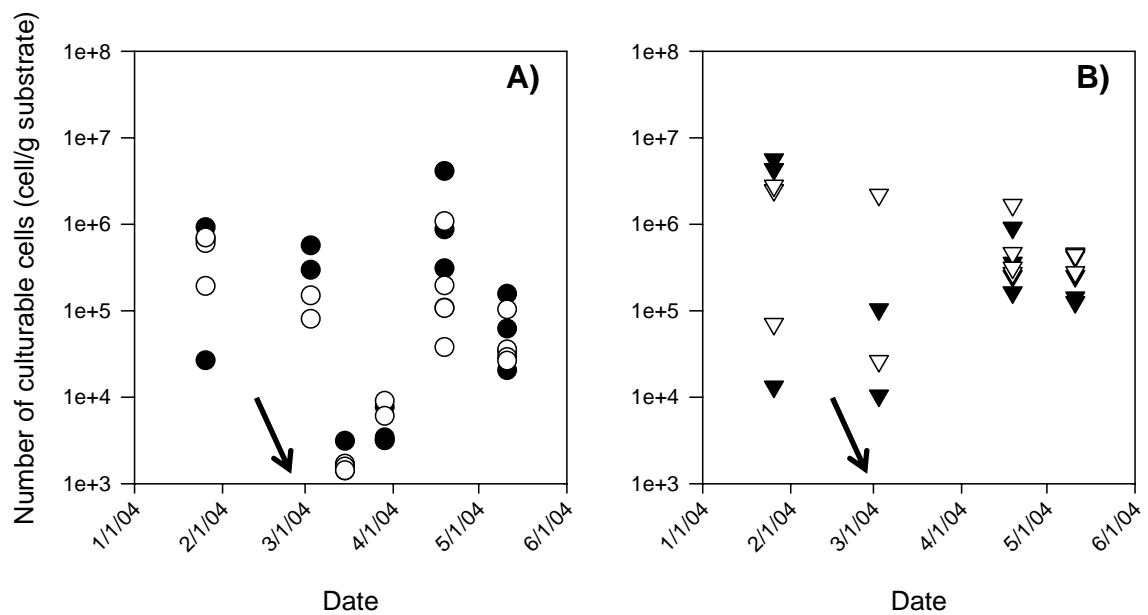 Number of culturable cells (cell/g substrate)
A)
1e+8
1e+7
1e+6
1e+5
1e+4
1e+3
1/1/04
2/1/04
3/1/04
4/1/04
5/1/04
6/1/04
Date
B)
1e+8
1e+7
1e+6
1e+5
1e+4
1e+3
1/1/04
2/1/04
3/1/04
4/1/04
5/1/04
6/1/04
Date